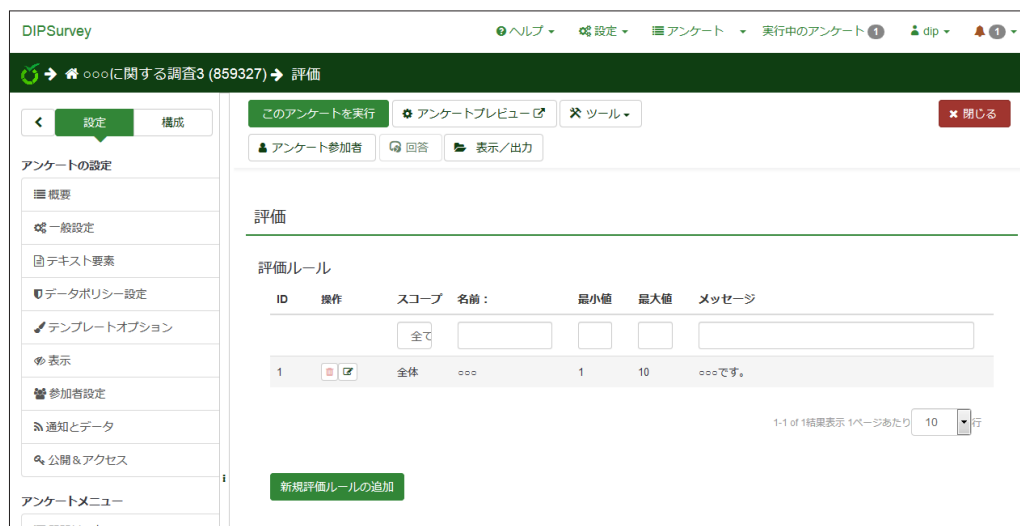 DIPSurvey ヘルプ 設定 アンケート 実行中のアンケート 1 dip 1
○○○に関する調査3 (859327) 評価
設定 構成
アンケートの設定
概要
一般設定
テキスト要素
データポリシー設定
テンプレートオプション
表示
参加者設定
通知とデータ
公開&アクセス
アンケートメニュー
このアンケートを実行 アンケートプレビュー ツール 閉じる
アンケート参加者 回答 表示/出力
評価
評価ルール
ID 操作 スコープ 名前: 最小値 最大値 メッセージ
全て
1 全体 ○○○ 1 10 ○○○です。
1-1 of 1結果表示 1ページあたり 10 行
新規評価ルールの追加